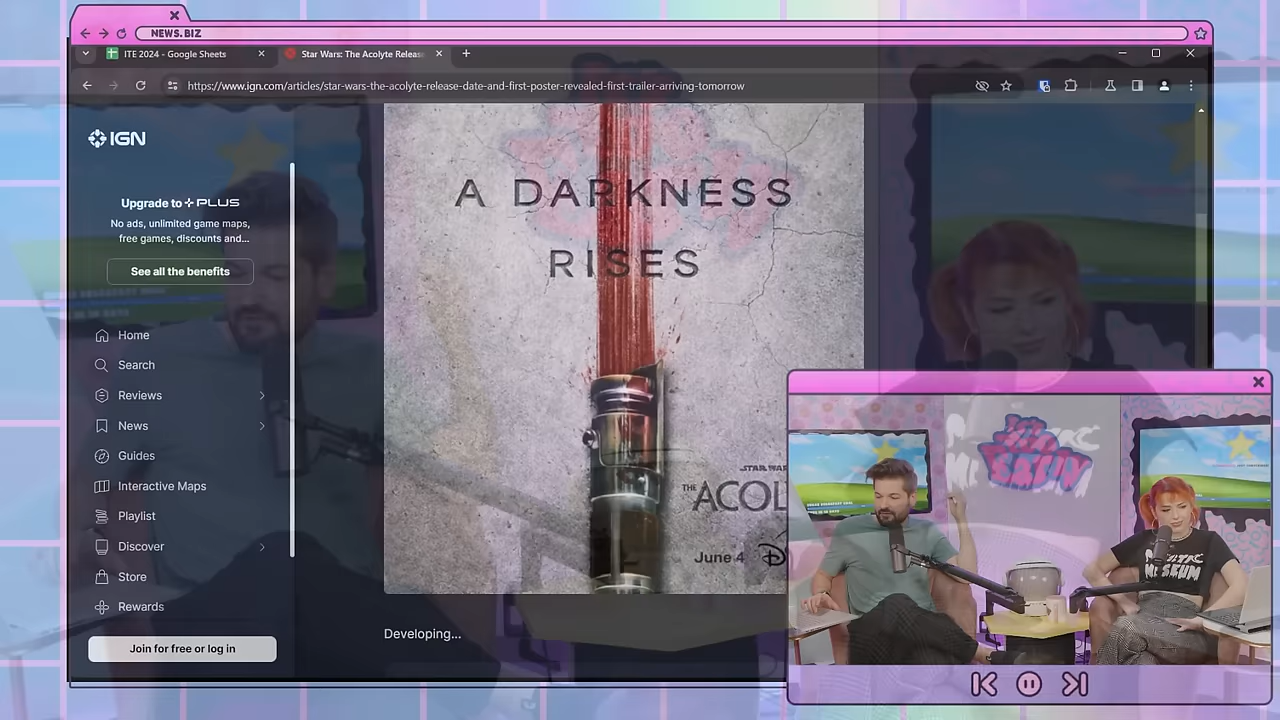 NEWS.BIZ
ITE 2024 - Google Sheets
Star Wars: The Acolyte Releas
https://www.ign.com/articles/star-wars-the-acolyte-release-date-and-first-poster-revealed-first-trailer-arriving-tomorrow
IGN
Upgrade to PLUS
No ads, unlimited game maps,
free games, discounts and...
See all the benefits
Home
Search
Reviews
News
Guides
Interactive Maps
Playlist
Discover
Store
Rewards
Join for free or log in
A DARKNESS
RISES
STAR WAR
THE ACOL
June 4
Developing...
MUSEUM